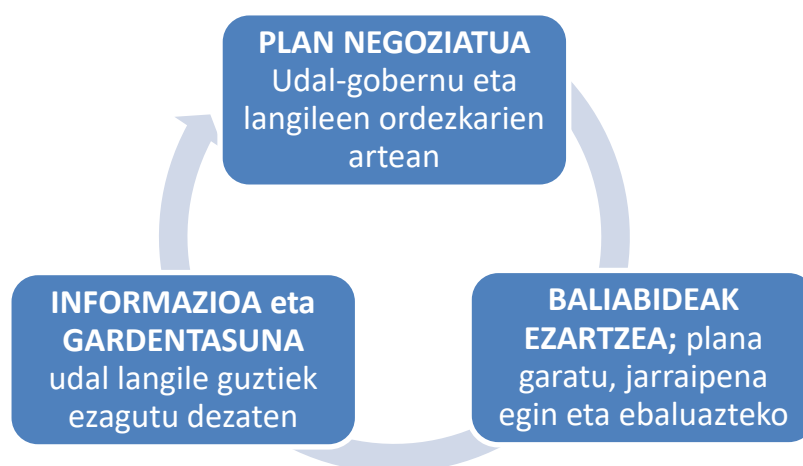 PLAN NEGOZIATUA
Udal-gobernu eta
langileen ordezkarien
artean
BALIABIDEAK
EZARTZEA; plana
garatu, jarraipena
egin eta ebaluazteko
INFORMAZIOA eta
GARDENTASUNA
udal langile guztiek
ezagutu dezaten